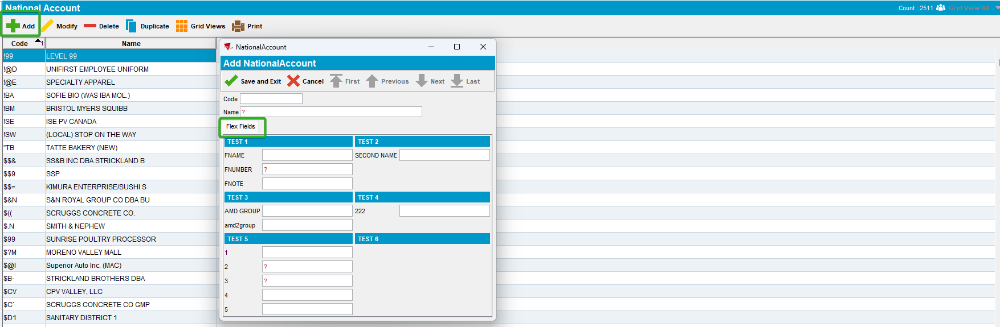 National Account
Count : 2511 Grid View All
Add Modify Delete Duplicate Grid Views Print
Code 1 Name
!99 LEVEL 99
!@D UNIFIRST EMPLOYEE UNIFORM
!@E SPECIALTY APPAREL
!BA SOFIE BIO (WAS IBA MOL.)
!BM BRISTOL MYERS SQUIBB
!SE ISE PV CANADA
!SW (LOCAL) STOP ON THE WAY
"TB TATTE BAKERY (NEW)
$$& SS&B INC DBA STRICKLAND B
$$9 SSP
$$= KIMURA ENTERPRISE/SUSHI S
$&N S&N ROYAL GROUP CO DBA BU
$(( SCRUGGS CONCRETE CO.
$.N SMITH & NEPHEW
$99 SUNRISE POULTRY PROCESSOR
$?M MORENO VALLEY MALL
$@I Superior Auto Inc. (MAC)
$B- STRICKLAND BROTHERS DBA
$CV CPV VALLEY, LLC
$C` SCRUGGS CONCRETE CO GMP
$D1 SANITARY DISTRICT 1
NationalAccount
Add NationalAccount
Save and Exit Cancel First Previous Next Last
Code
Name ?
Flex Fields
TEST 1 TEST 2
FNAME SECOND NAME
FNUMBER ?
FNOTE
TEST 3 TEST 4
AMD GROUP 222
amd2group
TEST 5 TEST 6
1
2 ?
3 ?
4
5